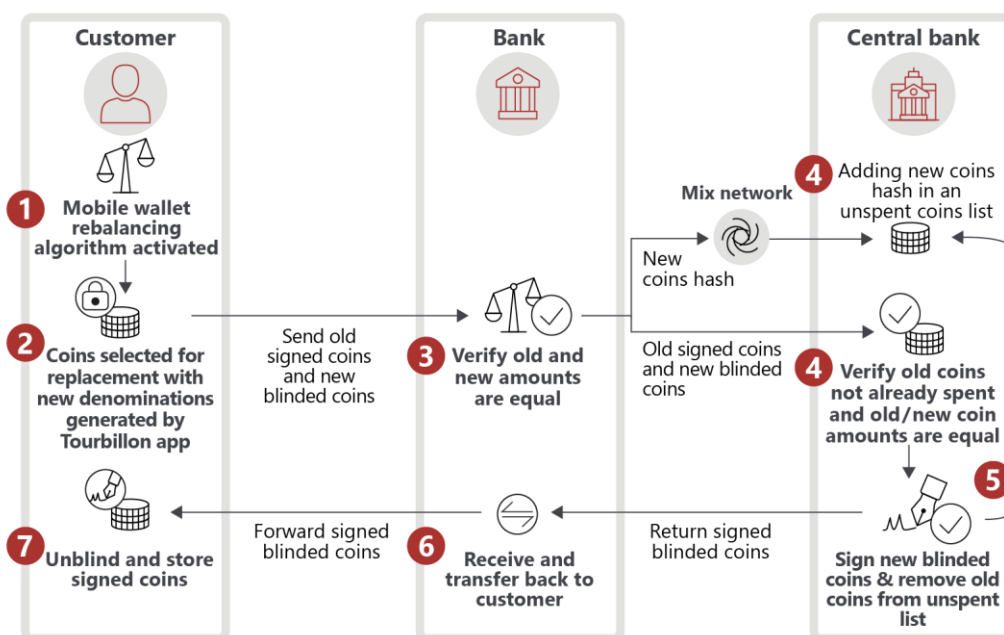 Customer
Bank
Central bank
1
Mobile wallet
rebalancing
algorithm activated
2
Coins selected for
replacement with
new denominations
generated by
Tourbillon app
Send old
signed coins
and new
blinded coins
3
Verify old and
new amounts
are equal
Mix network
New
coins hash
4
Adding new coins
hash in an
unspent coins list
Old signed coins
and new blinded
coins
4
Verify old coins
not already spent
and old/new coin
amounts are equal
5
Sign new blinded
coins & remove old
coins from unspent
list
Return signed
blinded coins
6
Receive and
transfer back to
customer
Forward signed
blinded coins
7
Unblind and store
signed coins